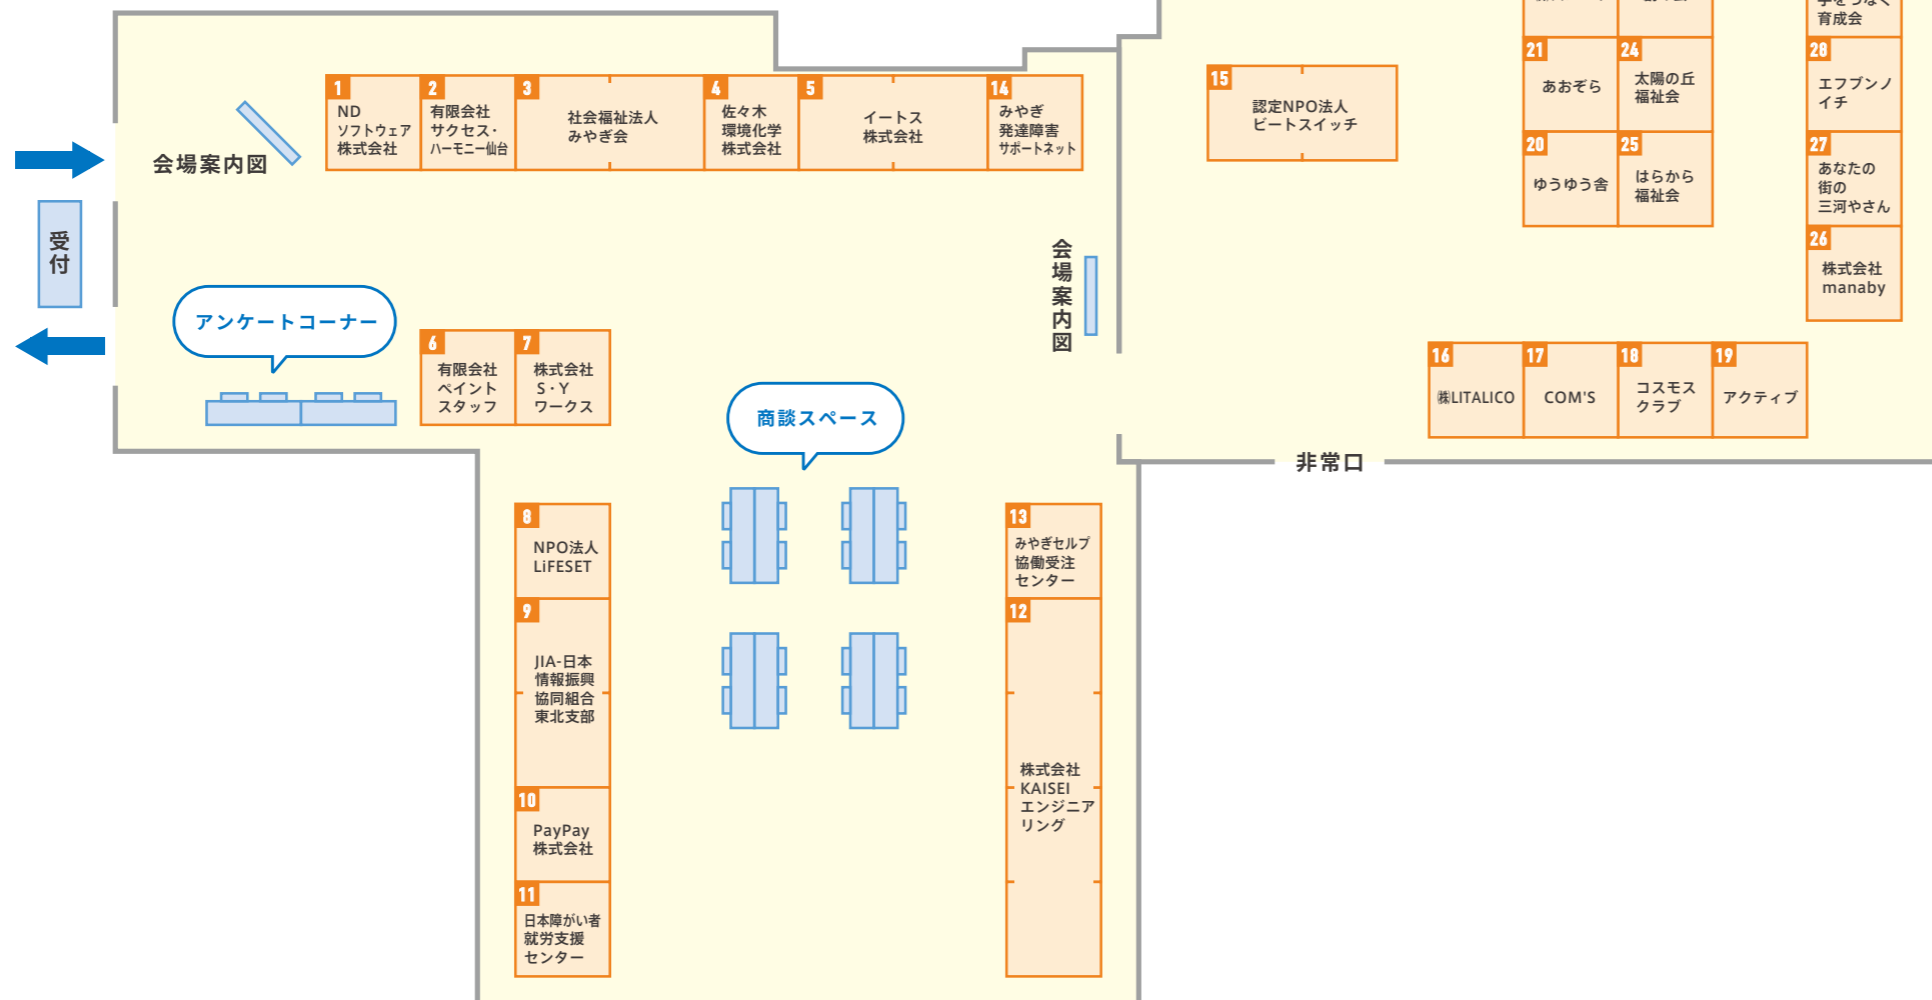 会場案内図
受付
アンケートコーナー
1
ND
ソフトウェア
株式会社
2
有限会社
サクセス・
ハーモニー仙台
3
社会福祉法人
みやぎ会
4
佐々木
環境化学
株式会社
5
イートス
株式会社
14
みやぎ
発達障害
サポートネット
会場案内図
6
有限会社
ペイント
スタッフ
7
株式会社
S・Y
ワークス
商談スペース
8
NPO法人
LiFESET
9
JIA-日本
情報振興
協同組合
東北支部
10
PayPay
株式会社
11
日本障がい者
就労支援
センター
13
みやぎセルプ
協働受注
センター
12
株式会社
KAISEI
エンジニア
リング
15
認定NPO法人
ビートスイッチ
21
あおぞら
24
太陽の丘
福祉会
20
ゆうゆう舎
25
はらから
福祉会
手をつなぐ
育成会
28
エフブンノ
イチ
27
あなたの
街の
三河やさん
26
株式会社
manaby
16
㈱LITALICO
17
COM'S
18
コスモス
クラブ
19
アクティブ
非常口